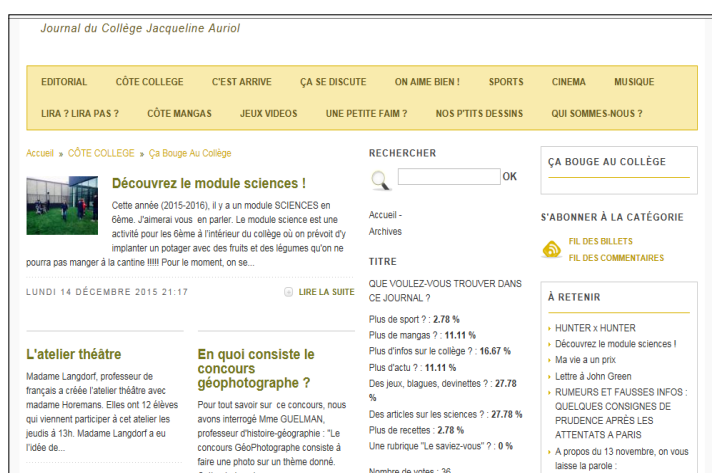 Journal du Collège Jacqueline Auriol
EDITORIAL CÔTE COLLEGE C'EST ARRIVE ÇA SE DISCUTE ON AIME BIEN ! SPORTS CINEMA MUSIQUE
LIRA ? LIRA PAS ? CÔTE MANGAS JEUX VIDEOS UNE PETITE FAIM ? NOS P'TITS DESSINS QUI SOMMES-NOUS ?
Accueil » CÔTE COLLEGE » Ça Bouge Au Collège
Découvrez le module sciences !
Cette année (2015-2016), il y a un module SCIENCES en
6ème. J'aimerai vous en parler. Le module science est une
activité pour les 6ème à l'intérieur du collège où on prévoit d'y
implanter un potager avec des fruits et des légumes qu'on ne
pourra pas manger à la cantine !!!!! Pour le moment, on se...
LUNDI 14 DÉCEMBRE 2015 21:17 LIRE LA SUITE
L'atelier théâtre
Madame Langdorf, professeur de
français a créée l'atelier théâtre avec
madame Horemans. Elles ont 12 élèves
qui viennent participer à cet atelier les
jeudis à 13h. Madame Langdorf a eu
l'idée de...
En quoi consiste le
concours
géophotographe ?
Pour tout savoir sur ce concours, nous
avons interrogé Mme GUELMAN,
professeur d'histoire-géographie : "Le
concours GéoPhotographe consiste à
faire une photo sur un thème donné.
RECHERCHER
OK
Accueil -
Archives
TITRE
QUE VOULEZ-VOUS TROUVER DANS
CE JOURNAL ?
Plus de sport ? : 2.78 %
Plus de mangas ? : 11.11 %
Plus d'infos sur le collège ? : 16.67 %
Plus d'actu ? : 11.11 %
Des jeux, blagues, devinettes ? : 27.78
%
Des articles sur les sciences ? : 27.78 %
Plus de recettes : 2.78 %
Une rubrique "Le saviez-vous" ? : 0 %
Nombre de votes : 36
ÇA BOUGE AU COLLÈGE
S'ABONNER À LA CATÉGORIE
FIL DES BILLETS
FIL DES COMMENTAIRES
À RETENIR
HUNTER x HUNTER
Découvrez le module sciences !
Ma vie a un prix
Lettre à John Green
RUMEURS ET FAUSSES INFOS :
QUELQUES CONSIGNES DE
PRUDENCE APRÈS LES
ATTENTATS A PARIS
A propos du 13 novembre, on vous
laisse la parole :